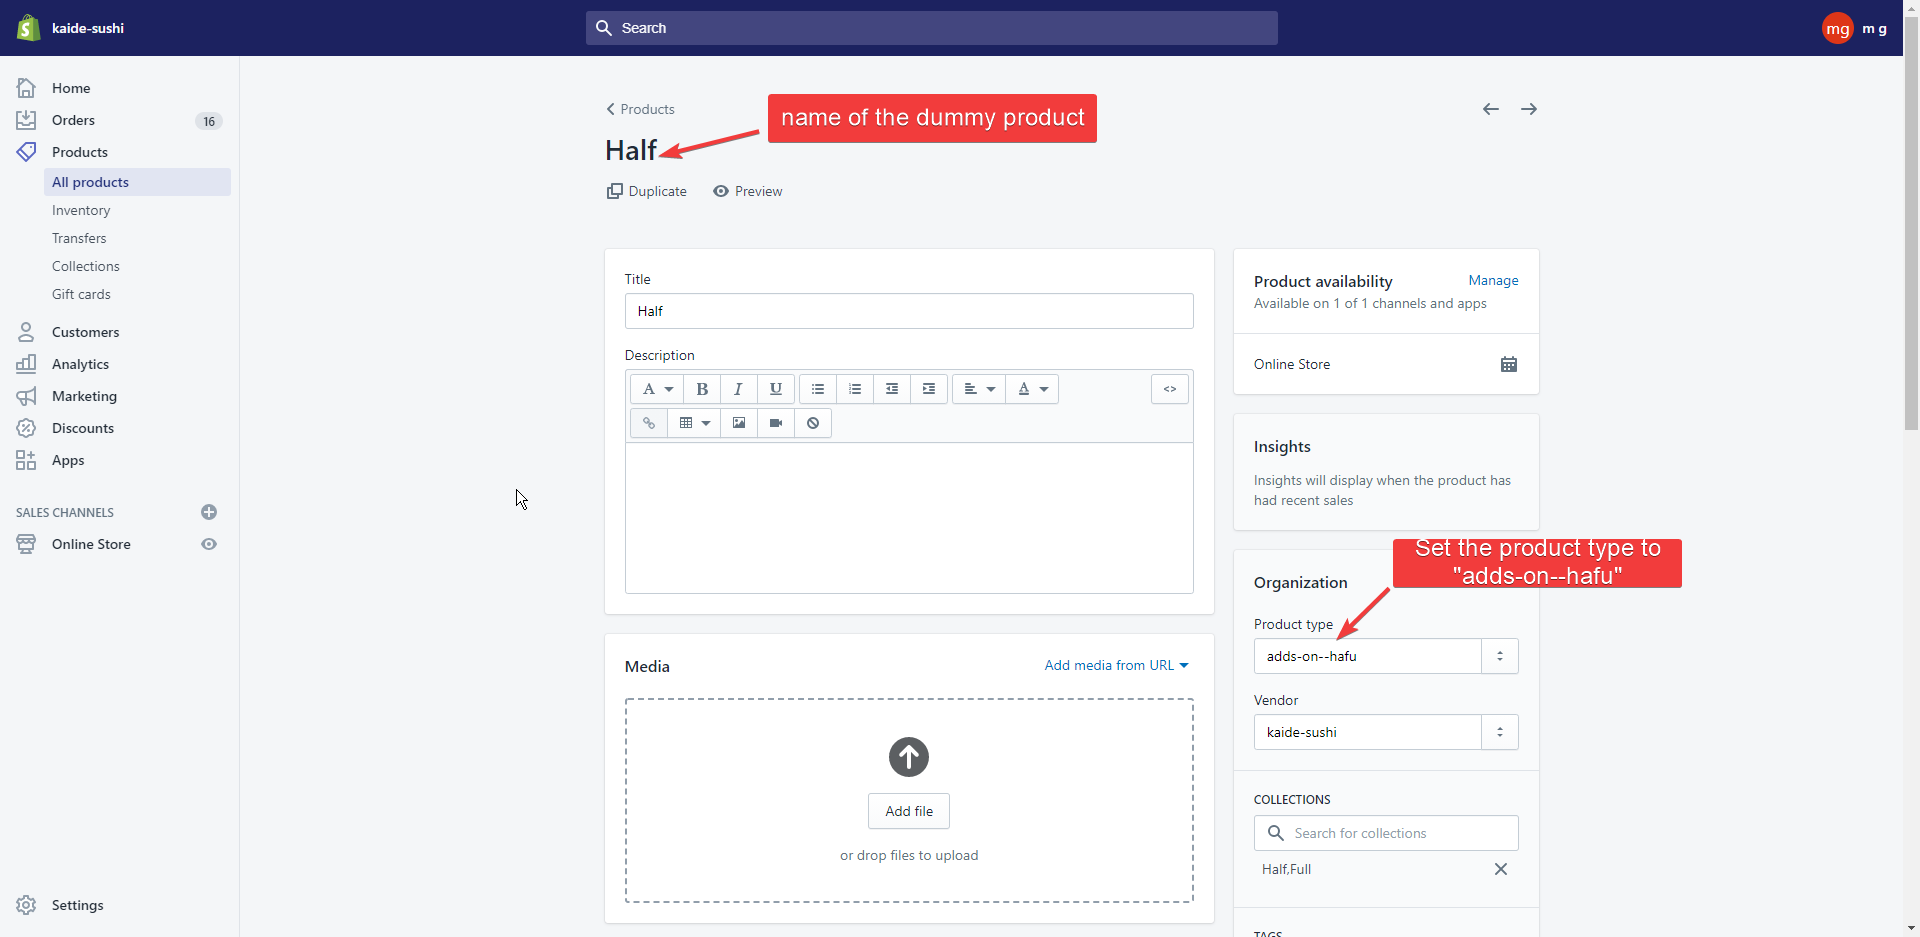 kaide-sushi
Search
mg
m g
Home
Orders
16
Products
All products
Inventory
Transfers
Collections
Gift cards
Customers
Analytics
Marketing
Discounts
Apps
SALES CHANNELS
Online Store
Settings
Products
name of the dummy product
Half
Duplicate
Preview
Title
Half
Description
A
B
I
U
A
<>
Media
Add media from URL
Add file
or drop files to upload
Product availability
Manage
Available on 1 of 1 channels and apps
Online Store
Insights
Insights will display when the product has
had recent sales
Set the product type to
"adds-on--hafu"
Organization
Product type
adds-on--hafu
Vendor
kaide-sushi
COLLECTIONS
Search for collections
Half,Full
TAGS